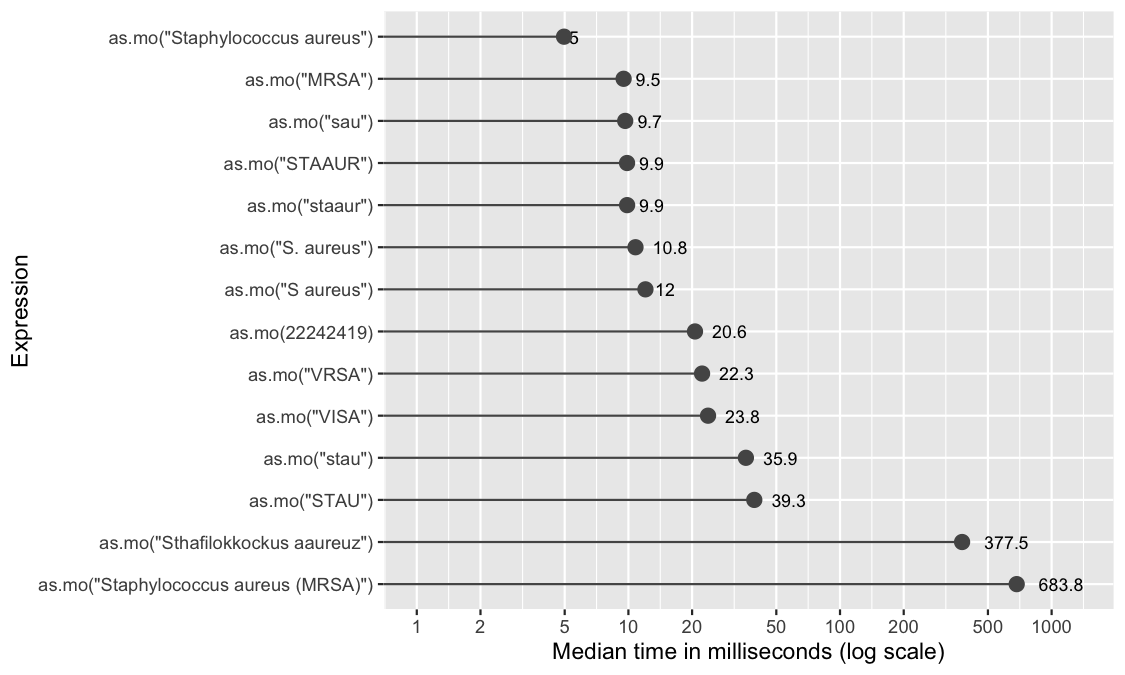 as.mo("Staphylococcus aureus") 5
as.mo("MRSA") 9.5
as.mo("sau") 9.7
as.mo("STAAUR") 9.9
as.mo("staaur") 9.9
as.mo("S. aureus") 10.8
as.mo("S aureus") 12
as.mo(22242419) 20.6
as.mo("VRSA") 22.3
as.mo("VISA") 23.8
as.mo("stau") 35.9
as.mo("STAU") 39.3
as.mo("Sthafilokkockus aaureuz") 377.5
as.mo("Staphylococcus aureus (MRSA)") 683.8
Expression
1 2 5 10 20 50 100 200 500 1000
Median time in milliseconds (log scale)